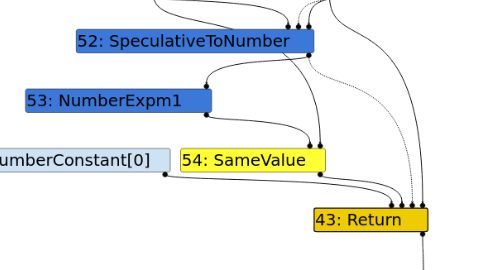 52: SpeculativeToNumber
53: NumberExpm1
umberConstant[0]
54: SameValue
43: Return